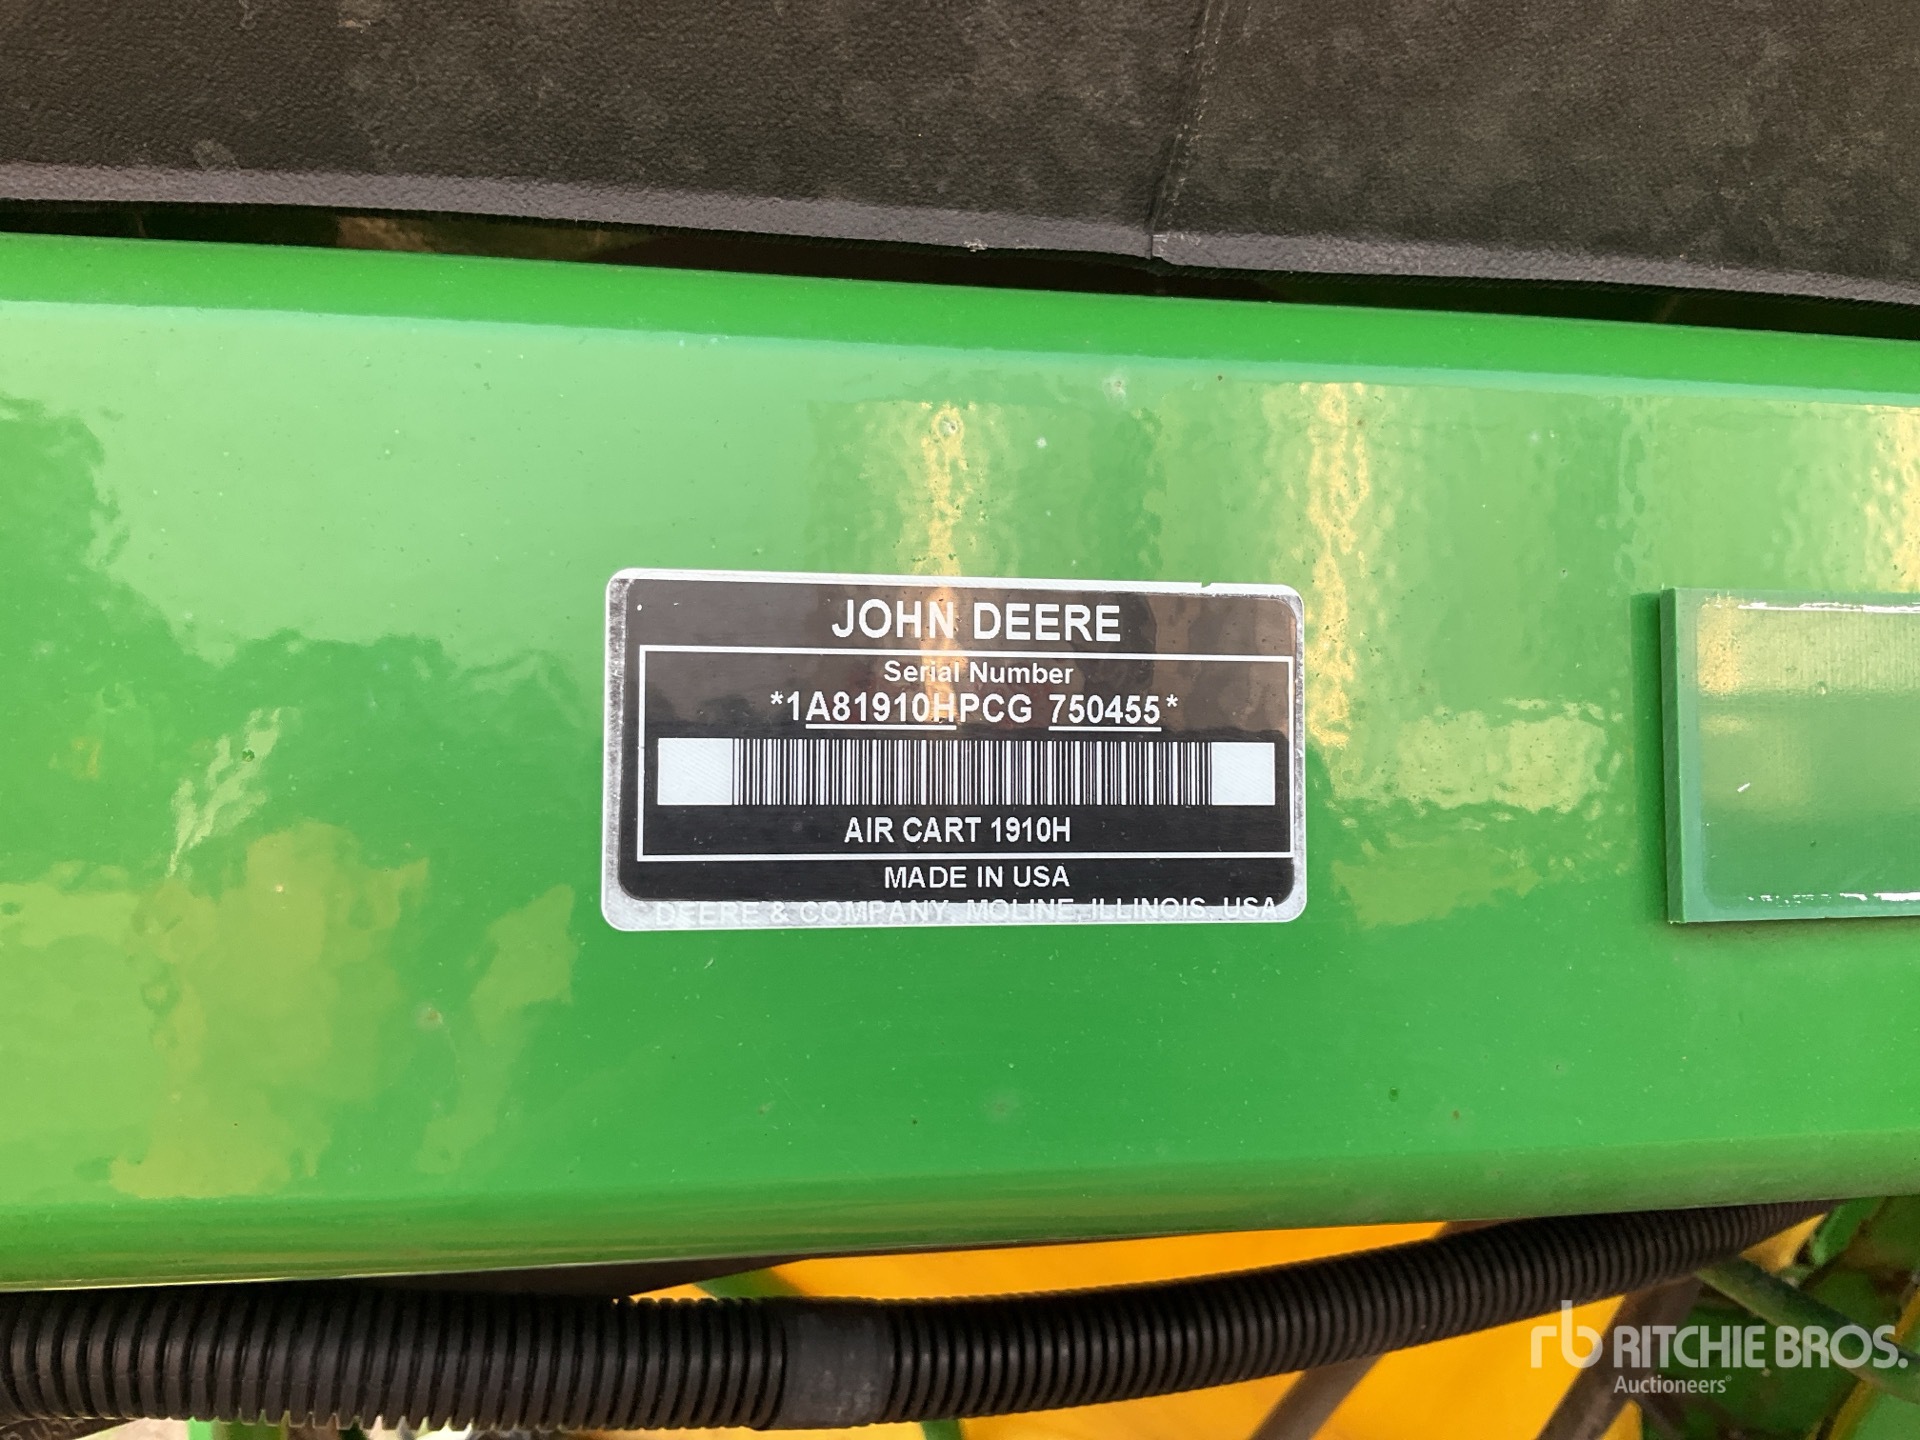 JOHN DEERE
Serial Number
*1A81910HPCG 750455*
AIR CART 1910H
MADE IN USA
DEERE & COMPANY, MOLINE, ILLINOIS, USA
rb RITCHIE BROS.
Auctioneers®